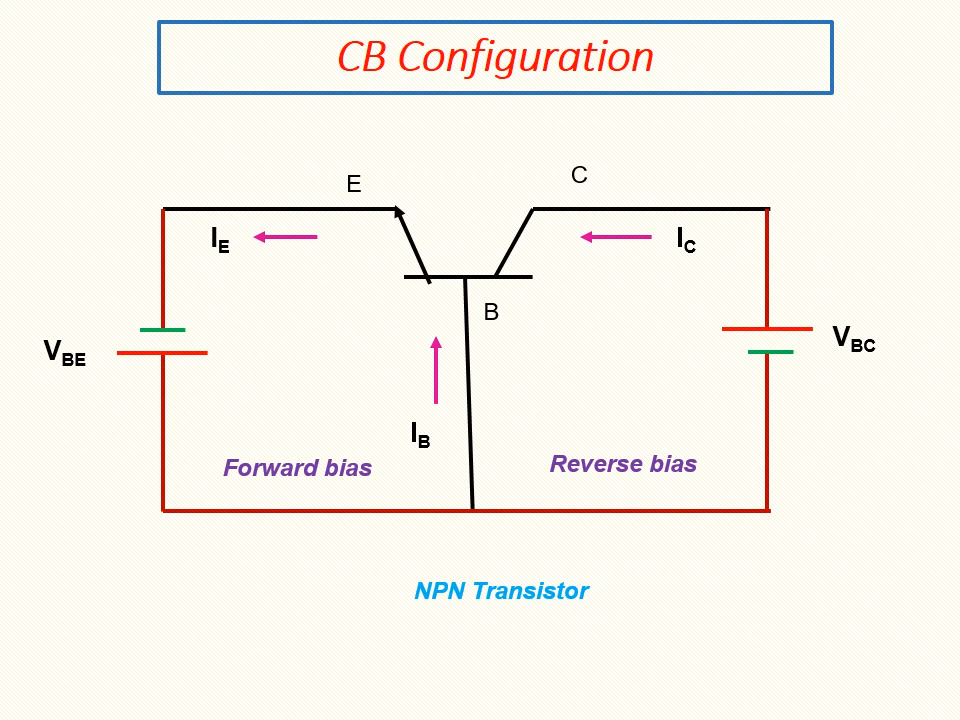 CB Configuration
E
C
IE
IC
B
VBE
VBC
IB
Forward bias
Reverse bias
NPN Transistor